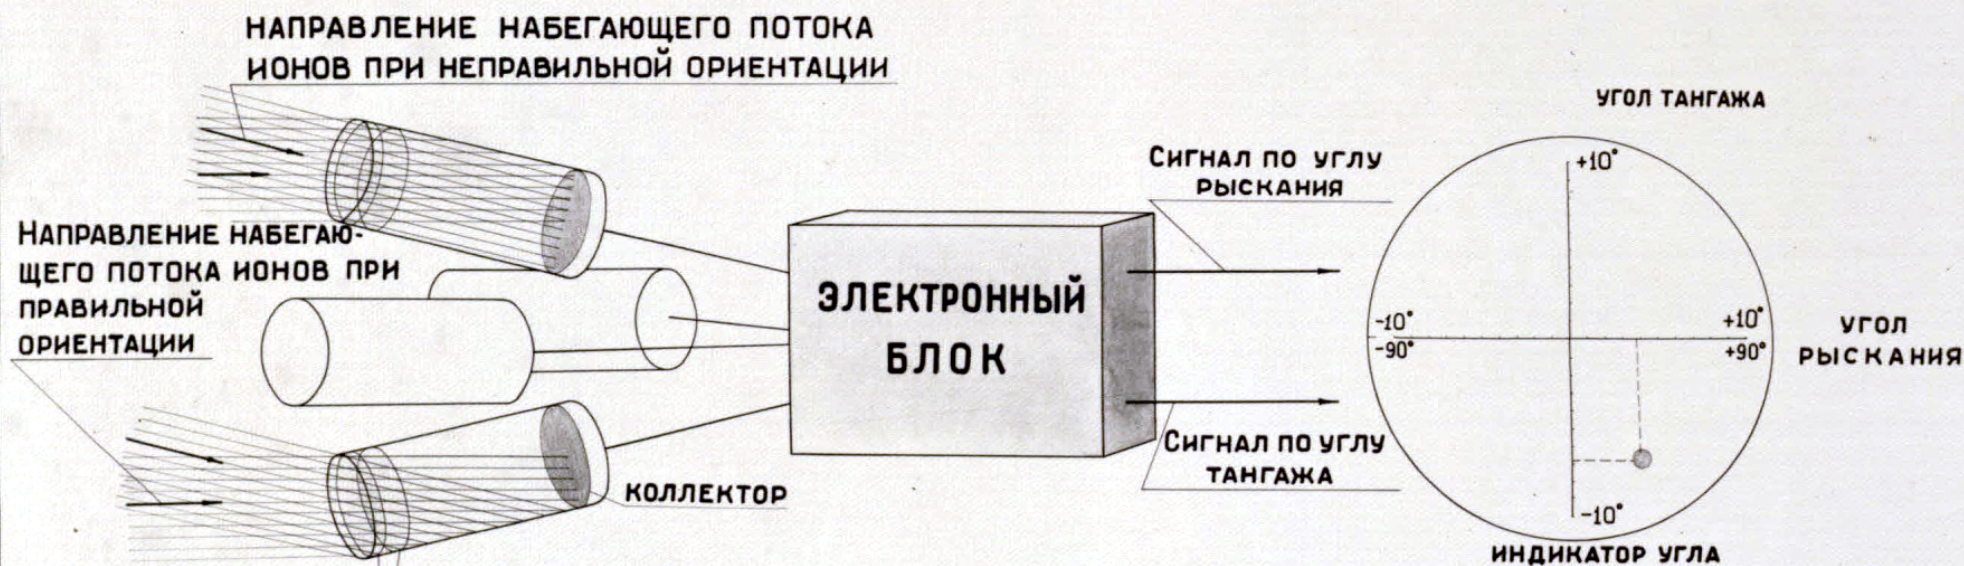 НАПРАВЛЕНИЕ НАБЕГАЮЩЕГО ПОТОКА
ИОНОВ ПРИ НЕПРАВИЛЬНОЙ ОРИЕНТАЦИИ
НАПРАВЛЕНИЕ НАБЕГАЮ-
ЩЕГО ПОТОКА ИОНОВ ПРИ
ПРАВИЛЬНОЙ
ОРИЕНТАЦИИ
КОЛЛЕКТОР
ЭЛЕКТРОННЫЙ
БЛОК
СИГНАЛ ПО УГЛУ
РЫСКАНИЯ
СИГНАЛ ПО УГЛУ
ТАНГАЖА
УГОЛ ТАНГАЖА
+10°
-10° +10°
-90° +90°
-10°
УГОЛ
РЫСКАНИЯ
ИНДИКАТОР УГЛА